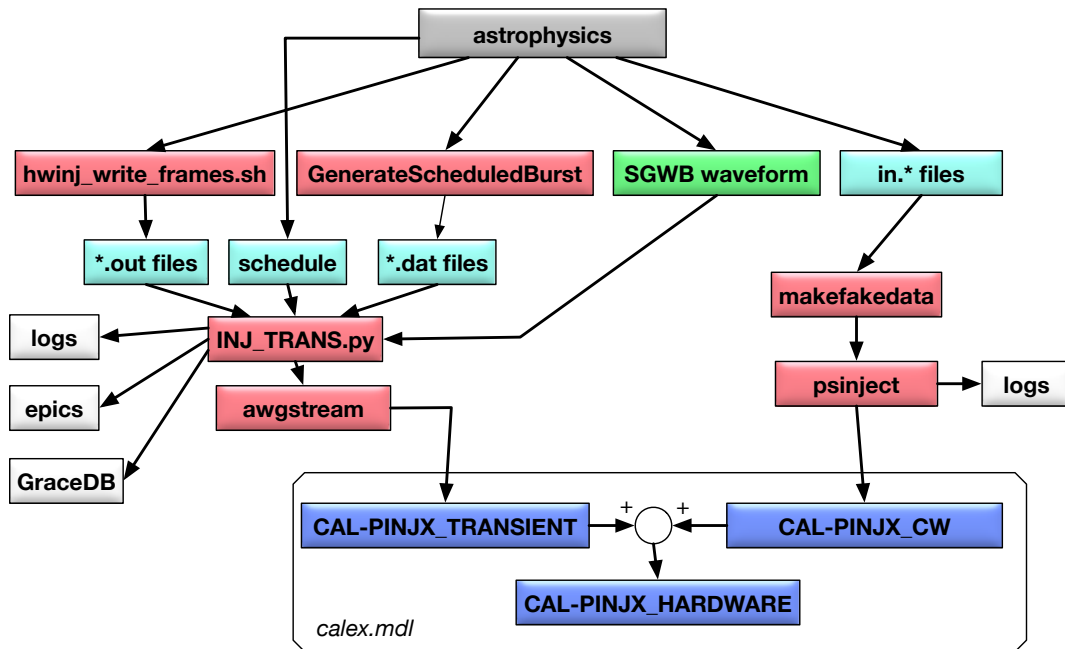 astrophysics
hwinj_write_frames.sh
GenerateScheduledBurst
SGWB waveform
in.* files
*.out files
schedule
*.dat files
makefakedata
logs
INJ_TRANS.py
psinject
logs
epics
awgstream
GraceDB
CAL-PINJX_TRANSIENT
+
+
CAL-PINJX_CW
CAL-PINJX_HARDWARE
calex.mdl